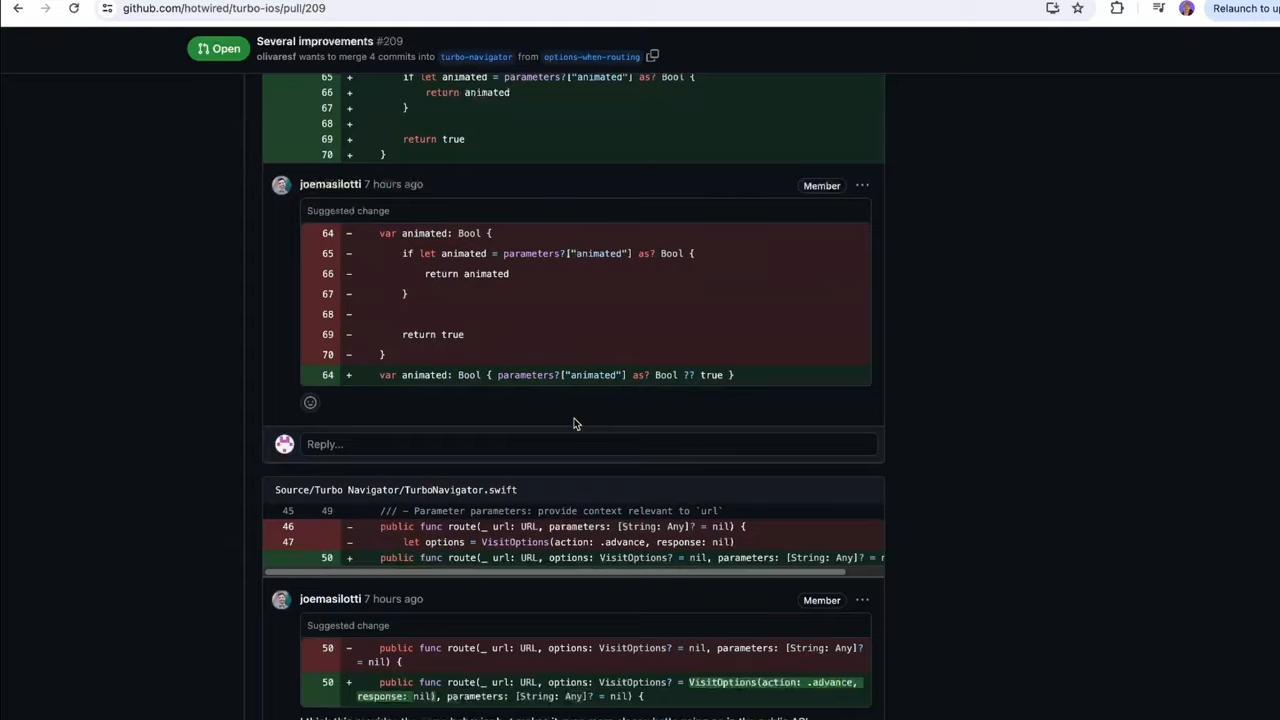 github.com/hotwired/turbo-ios/pull/209
Relaunch to up
Open
Several improvements #209
olivaresf wants to merge 4 commits into turbo-navigator from options-when-routing
65 + if let animated = parameters?["animated"] as? Bool {
66 + return animated
67 + }
68 +
69 + return true
70 + }
joemasilotti 7 hours ago
Member
Suggested change
64 - var animated: Bool {
65 - if let animated = parameters?["animated"] as? Bool {
66 - return animated
67 - }
68 -
69 - return true
70 - }
64 + var animated: Bool { parameters?["animated"] as? Bool ?? true }
Reply...
Source/Turbo Navigator/TurboNavigator.swift
45 49 /// - Parameter parameters: provide context relevant to `url`
46 - public func route(_ url: URL, parameters: [String: Any]? = nil) {
47 - let options = VisitOptions(action: .advance, response: nil)
50 + public func route(_ url: URL, options: VisitOptions? = nil, parameters: [String: Any]? = n
joemasilotti 7 hours ago
Member
Suggested change
50 - public func route(_ url: URL, options: VisitOptions? = nil, parameters: [String: Any]?
= nil) {
50 + public func route(_ url: URL, options: VisitOptions? = VisitOptions(action: .advance,
response: nil), parameters: [String: Any]? = nil) {